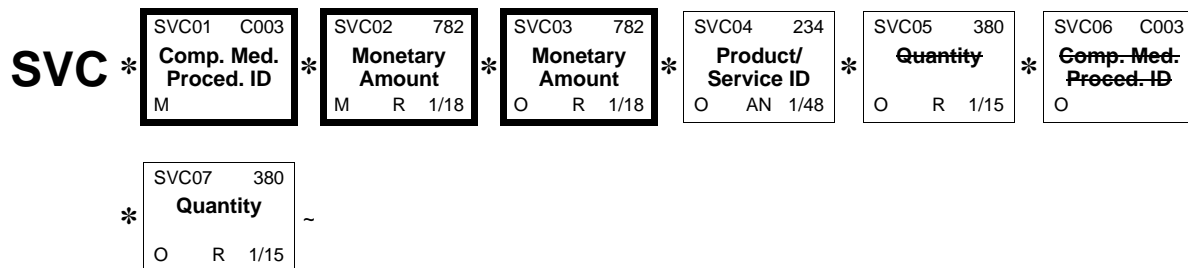 SVC * SVC01 C003 * SVC02 782 * SVC03 782 * SVC04 234 * SVC05 380 * SVC06 C003
Comp. Med. Monetary Monetary Product/ Quantity Comp. Med.
Proced. ID Amount Amount Service ID Proced. ID
M M R 1/18 O R 1/18 O AN 1/48 O R 1/15 O
* SVC07 380 ~
Quantity
O R 1/15